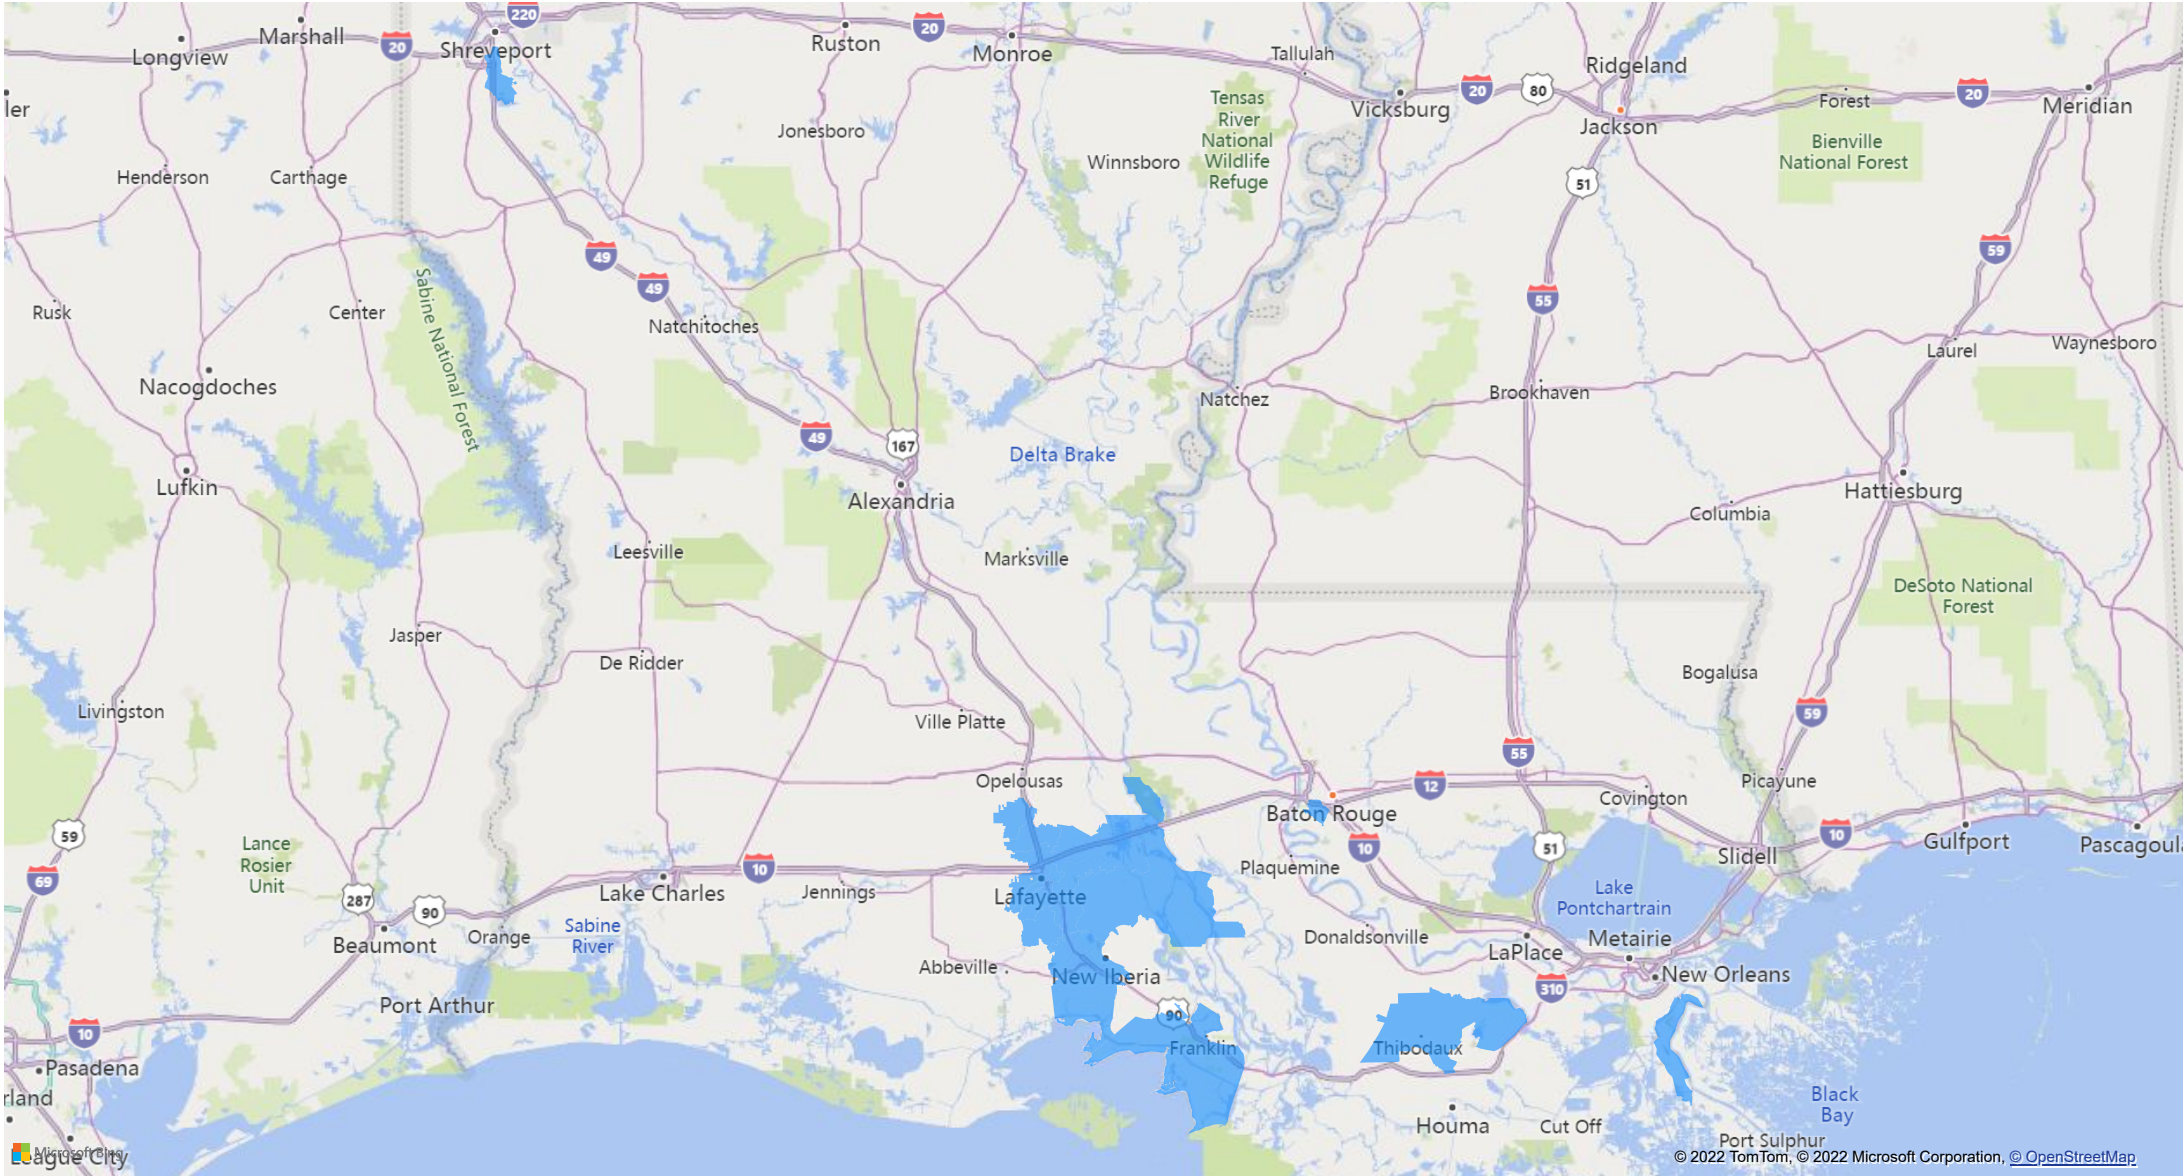 220
Longview
Marshall
20
Shreveport
Ruston
20
Monroe
Tallulah
Vicksburg
20
80
Ridgeland
Jackson
Forest
20
Meridian
ler
Henderson
Carthage
Jonesboro
Winnsboro
Tensas
River
National
Wildlife
Refuge
51
Bienville
National Forest
49
49
59
55
Rusk
Center
Sabine National Forest
Natchitoches
Laurel
Waynesboro
Nacogdoches
Natchez
Brookhaven
49
167
Delta Brake
Lufkin
Alexandria
Columbia
Hattiesburg
Leesville
Marksville
DeSoto National
Forest
Jasper
De Ridder
Bogalusa
Livingston
Ville Platte
59
55
Opelousas
12
Picayune
Covington
Baton Rouge
59
69
Lance
Rosier
Unit
10
10
51
10
Gulfport
Pascagoula
Slidell
287
90
Lake Charles
Jennings
Lafayette
Plaquemine
Lake
Pontchartrain
Beaumont
Orange
Sabine
River
Donaldsonville
LaPlace
Metairie
Abbeville
New Iberia
New Orleans
310
Port Arthur
90
10
Franklin
Thibodaux
Pasadena
rland
Black
Bay
Houma
Cut Off
Port Sulphur
League City
Microsoft Bing
© 2022 TomTom, © 2022 Microsoft Corporation, © OpenStreetMap